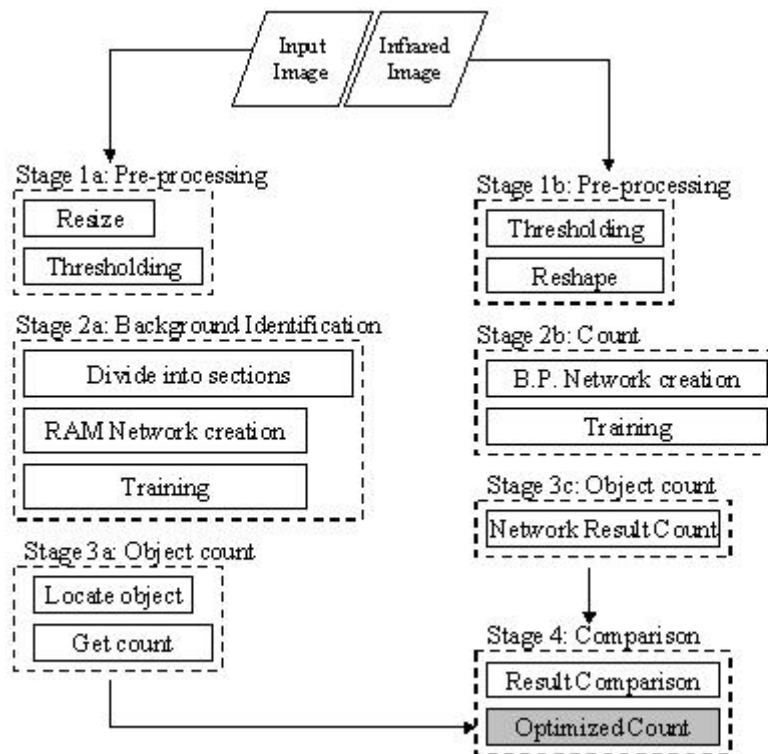 Input
Image
Infrared
Image
Stage 1a: Pre-processing
Resize
Thresholding
Stage 2a: Background Identification
Divide into sections
RAM Network creation
Training
Stage 3a: Object count
Locate object
Get count
Stage 1b: Pre-processing
Thresholding
Reshape
Stage 2b: Count
B.P. Network creation
Training
Stage 3c: Object count
Network Result Count
Stage 4: Comparison
Result Comparison
Optimized Count